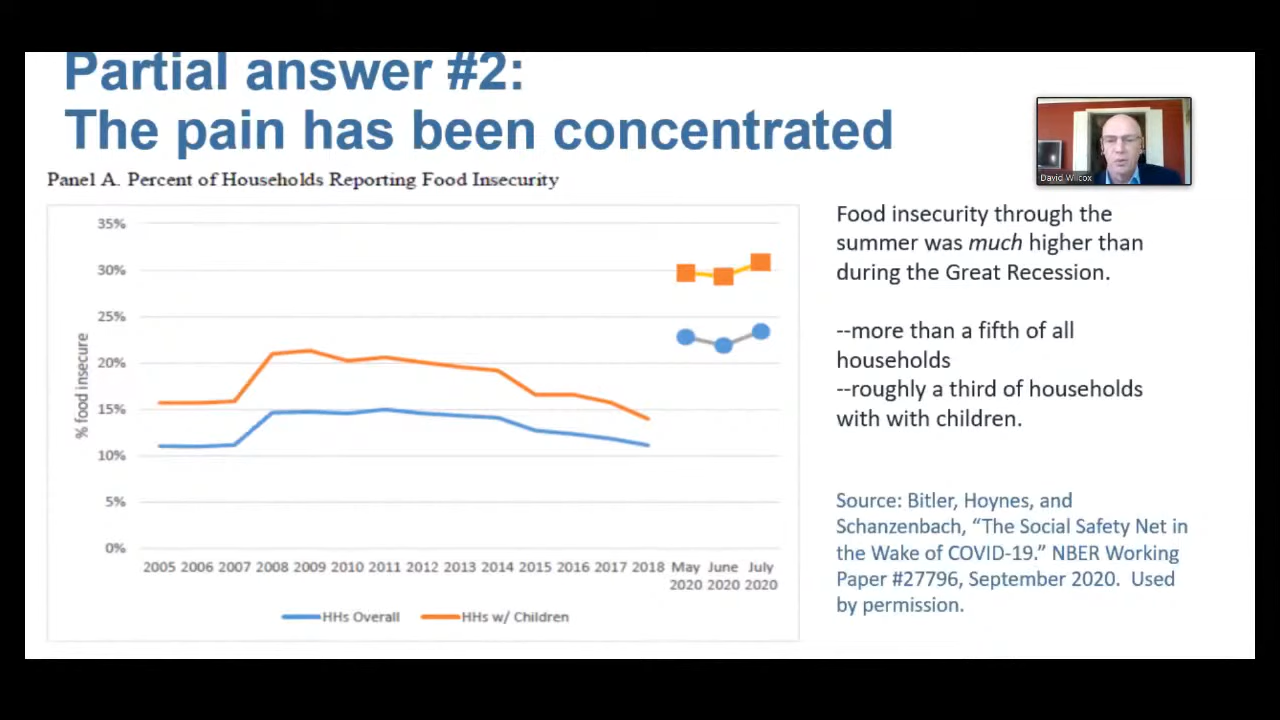 Partial answer #2:
The pain has been concentrated
David Wilcox
Panel A. Percent of Households Reporting Food Insecurity
35%
30%
25%
20%
15%
10%
5%
0%
% food insecure
2005 2006 2007 2008 2009 2010 2011 2012 2013 2014 2015 2016 2017 2018 May June July
2020 2020 2020
HHs Overall HHs w/ Children
Food insecurity through the
summer was much higher than
during the Great Recession.
--more than a fifth of all
households
--roughly a third of households
with with children.
Source: Bitler, Hoynes, and
Schanzenbach, “The Social Safety Net in
the Wake of COVID-19.” NBER Working
Paper #27796, September 2020. Used
by permission.